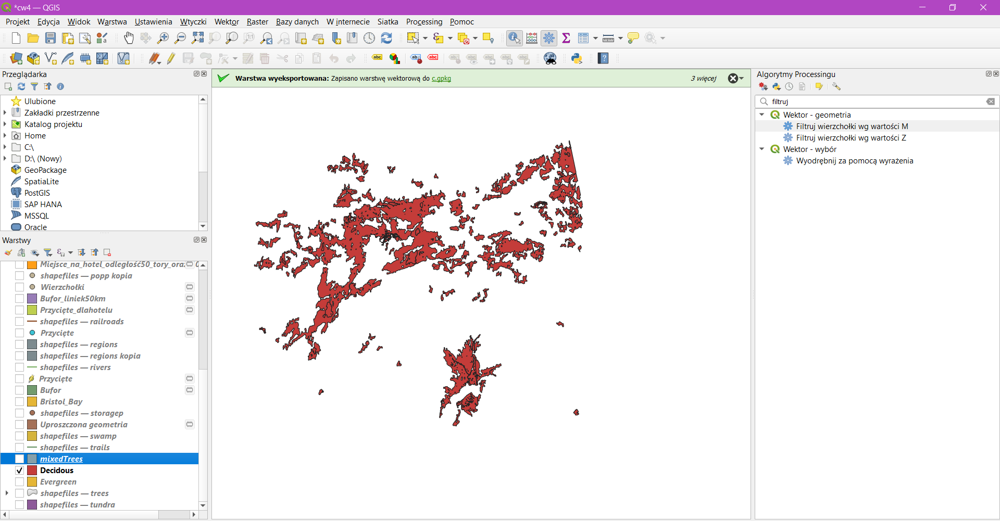 *cw4 — QGIS
Projekt Edycja Widok Warstwa Ustawienia Wtyczki Wektor Raster Bazy danych W internecie Siatka Processing Pomoc
Przeglądarka
Ulubione
Zakładki przestrzenne
Katalog projektu
Home
C:\
D:\ (Nowy)
GeoPackage
SpatiaLite
PostGIS
SAP HANA
MSSQL
Oracle
Warstwy
Miejsce_na_hotel_odległość50_tory_ora
shapefiles — popp kopia
Wierzchołki
Bufor_liniek50km
Przycięte_dlahotelu
shapefiles — railroads
Przycięte
shapefiles — regions
shapefiles — regions kopia
shapefiles — rivers
Przycięte
Bufor
Bristol_Bay
shapefiles — storagep
Uproszczona geometria
shapefiles — swamp
shapefiles — trails
mixedTrees
Decidous
Evergreen
shapefiles — trees
shapefiles — tundra
Warstwa wyeksportowana: Zapisano warstwę wektorową do c.gpkg
3 więcej
Algorytmy Processingu
filtruj
Wektor - geometria
Filtruj wierzchołki wg wartości M
Filtruj wierzchołki wg wartości Z
Wektor - wybór
Wyodrębnij za pomocą wyrażenia